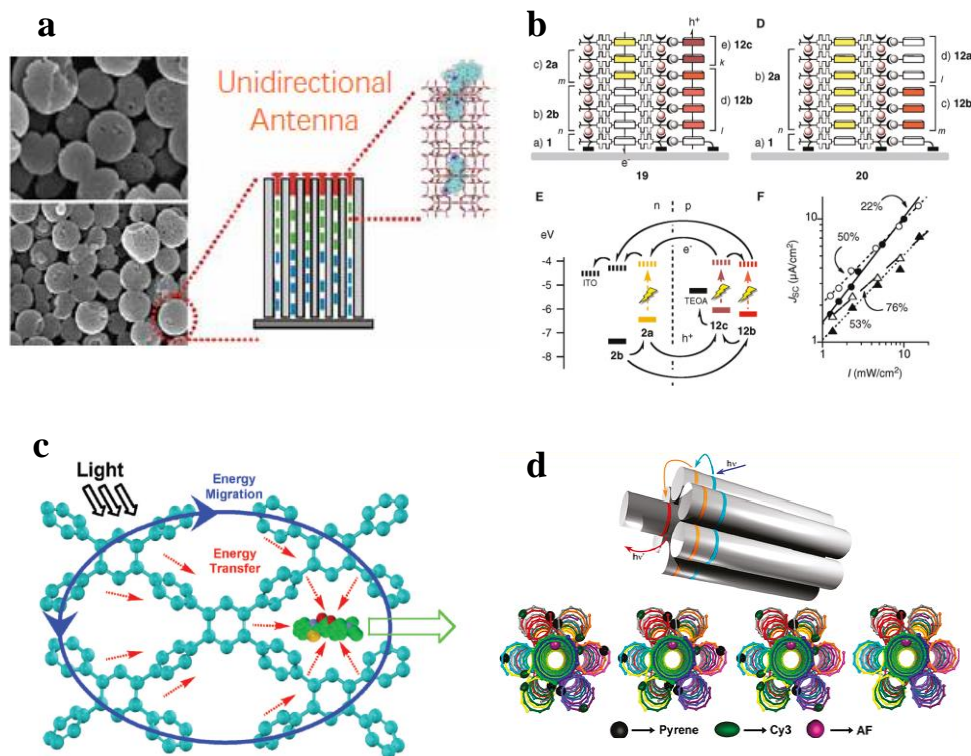 a
Unidirectional
Antenna
b
h⁺
D
e) 12c
k
c) 2a
m
d) 12b
l
b) 2b
n
a) 1
e⁻
19
d) 12a
l
b) 2a
c) 12b
m
n
a) 1
20
E
n
p
eV
e⁻
-4
ITO
-5
TEOA
-6
2a
12c
12b
-7
h⁺
-8
2b
F
22%
10
50%
J_SC (μA/cm²)
76%
53%
1
1
10
I (mW/cm²)
c
Light
Energy
Migration
Energy
Transfer
d
hν
hν'
Pyrene
Cy3
AF